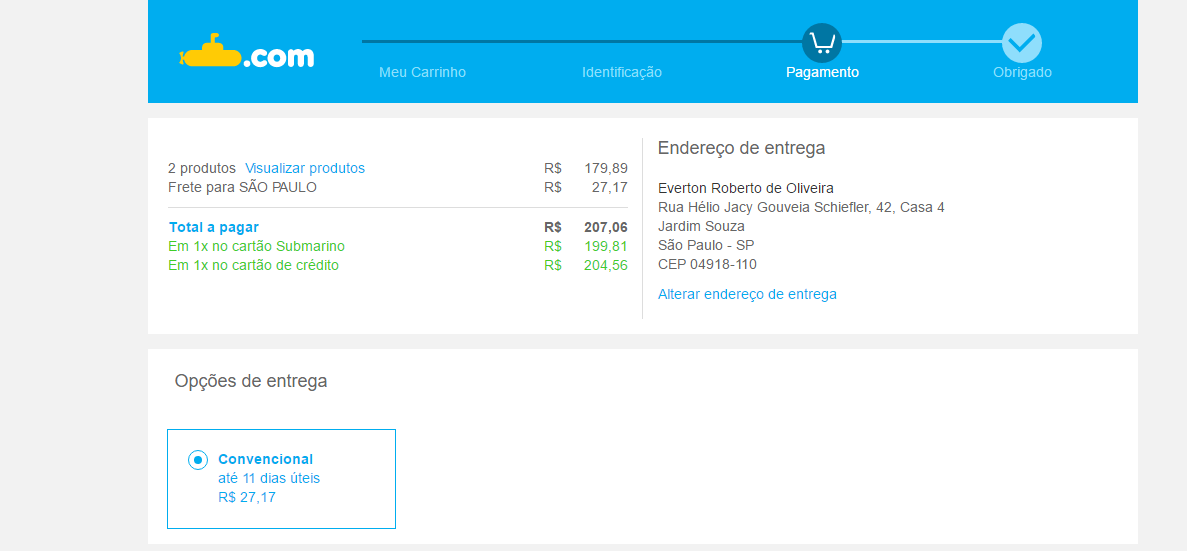 .com
Meu Carrinho Identificação Pagamento Obrigado
2 produtos Visualizar produtos R$ 179,89
Frete para SÃO PAULO R$ 27,17
Total a pagar R$ 207,06
Em 1x no cartão Submarino R$ 199,81
Em 1x no cartão de crédito R$ 204,56
Endereço de entrega
Everton Roberto de Oliveira
Rua Hélio Jacy Gouveia Schiefler, 42, Casa 4
Jardim Souza
São Paulo - SP
CEP 04918-110
Alterar endereço de entrega
Opções de entrega
Convencional
até 11 dias úteis
R$ 27,17